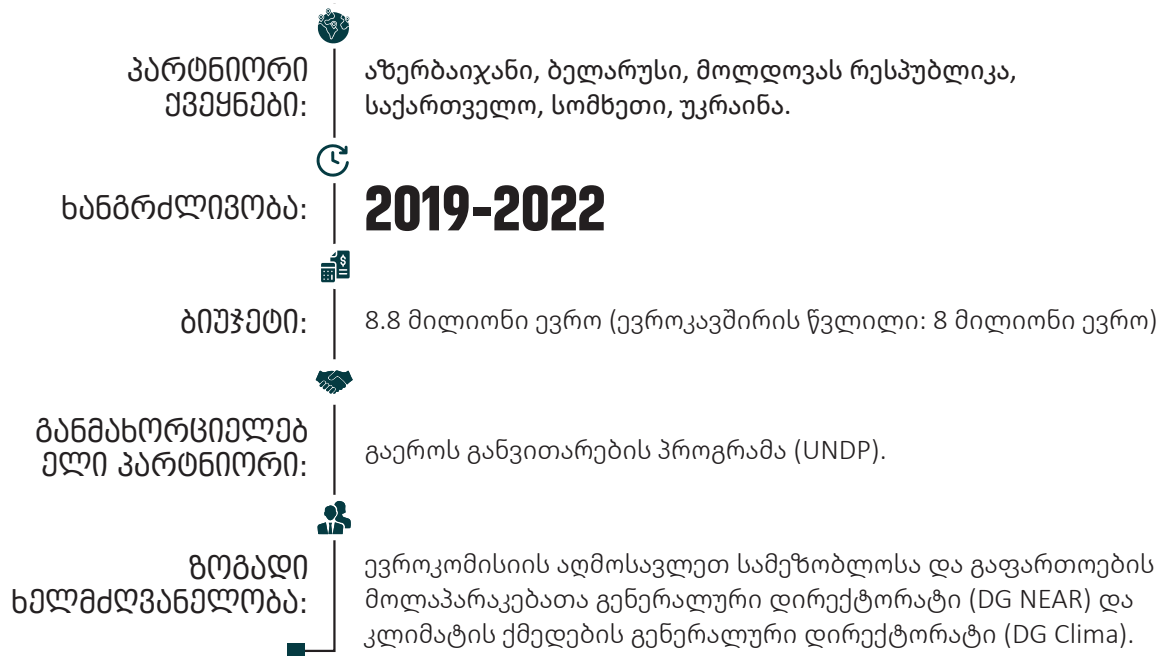 პარტნიორი
ქვეყნები:
აზერბაიჯანი, ბელარუსი, მოლდოვას რესპუბლიკა,
საქართველო, სომხეთი, უკრაინა.
ხანგრძლივობა:
2019-2022
ბიუჯეტი:
8.8 მილიონი ევრო (ევროკავშირის წვლილი: 8 მილიონი ევრო)
განმახორციელებ
ელი პარტნიორი:
გაეროს განვითარების პროგრამა (UNDP).
ზოგადი
ხელმძღვანელობა:
ევროკომისიის აღმოსავლეთ სამეზობლოსა და გაფართოების
მოლაპარაკებათა გენერალური დირექტორატი (DG NEAR) და
კლიმატის ქმედების გენერალური დირექტორატი (DG Clima).